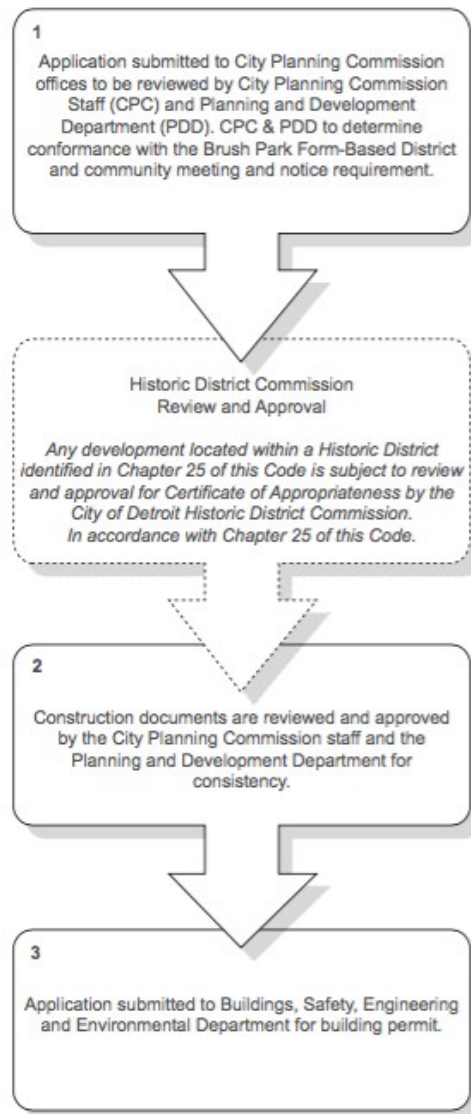 1
Application submitted to City Planning Commission
offices to be reviewed by City Planning Commission
Staff (CPC) and Planning and Development
Department (PDD). CPC & PDD to determine
conformance with the Brush Park Form-Based District
and community meeting and notice requirement.
Historic District Commission
Review and Approval
Any development located within a Historic District
identified in Chapter 25 of this Code is subject to review
and approval for Certificate of Appropriateness by the
City of Detroit Historic District Commission.
In accordance with Chapter 25 of this Code.
2
Construction documents are reviewed and approved
by the City Planning Commission staff and the
Planning and Development Department for
consistency.
3
Application submitted to Buildings, Safety, Engineering
and Environmental Department for building permit.